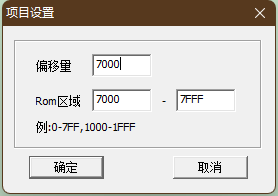 项目设置
偏移量 7000
Rom区域 7000 - 7FFF
例:0-7FF,1000-1FFF
确定 取消